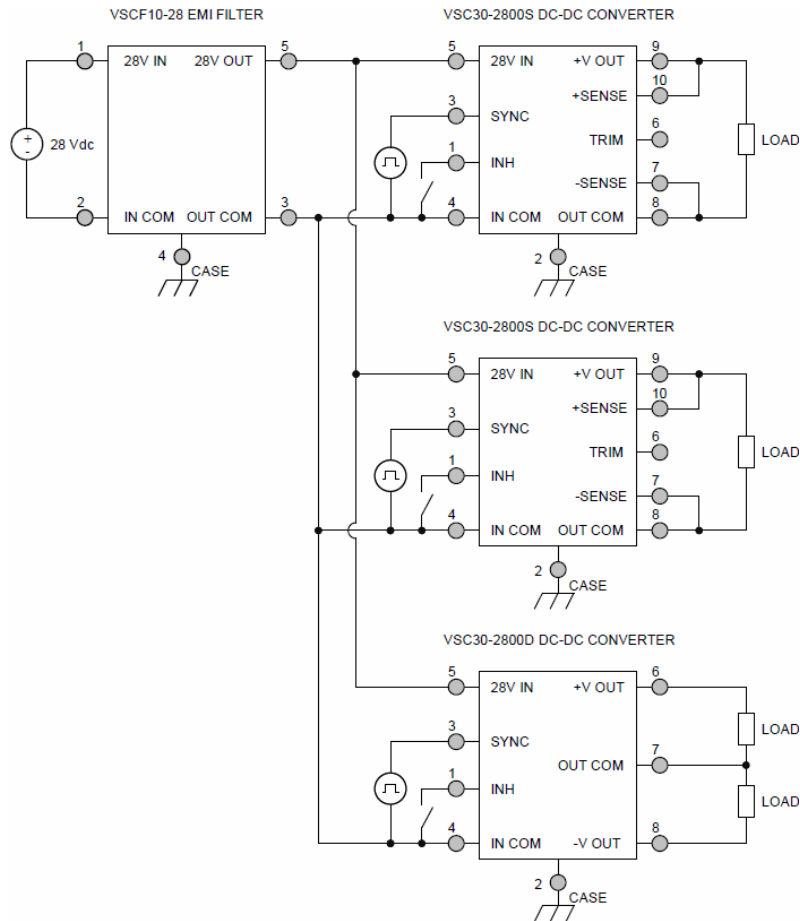 VSCF10-28 EMI FILTER
VSC30-2800S DC-DC CONVERTER
1
5
5
9
28V IN
28V OUT
28V IN
+V OUT
10
+SENSE
3
SYNC
6
TRIM
+
-
28 Vdc
LOAD
1
INH
7
-SENSE
2
3
4
8
IN COM
OUT COM
IN COM
OUT COM
4
CASE
2
CASE
VSC30-2800S DC-DC CONVERTER
5
9
28V IN
+V OUT
10
+SENSE
3
SYNC
6
TRIM
LOAD
1
INH
7
-SENSE
4
8
IN COM
OUT COM
2
CASE
VSC30-2800D DC-DC CONVERTER
5
6
28V IN
+V OUT
3
SYNC
LOAD
7
OUT COM
1
INH
LOAD
4
8
IN COM
-V OUT
2
CASE